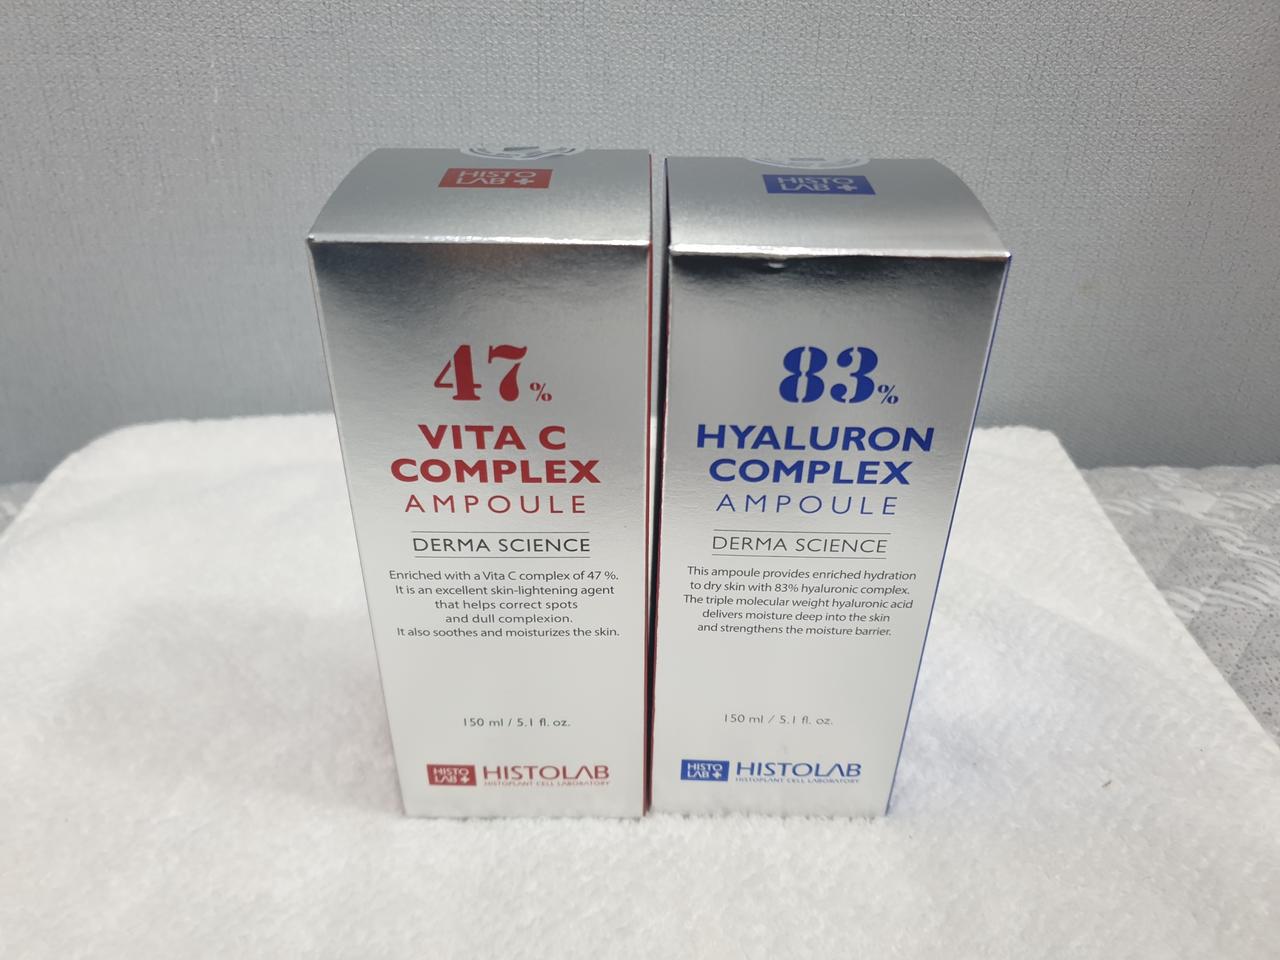 HISTO
LAB
47%
VITA C
COMPLEX
AMPOULE
DERMA SCIENCE
Enriched with a Vita C complex of 47 %.
It is an excellent skin-lightening agent
that helps correct spots
and dull complexion.
It also soothes and moisturizes the skin.
150 ml / 5.1 fl. oz.
HISTO
LAB
HISTOLAB
HISTOPLANT CELL LABORATORY
HISTO
LAB
83%
HYALURON
COMPLEX
AMPOULE
DERMA SCIENCE
This ampoule provides enriched hydration
to dry skin with 83% hyaluronic complex.
The triple molecular weight hyaluronic acid
delivers moisture deep into the skin
and strengthens the moisture barrier.
150 ml / 5.1 fl. oz.
HISTO
LAB
HISTOLAB
HISTOPLANT CELL LABORATORY